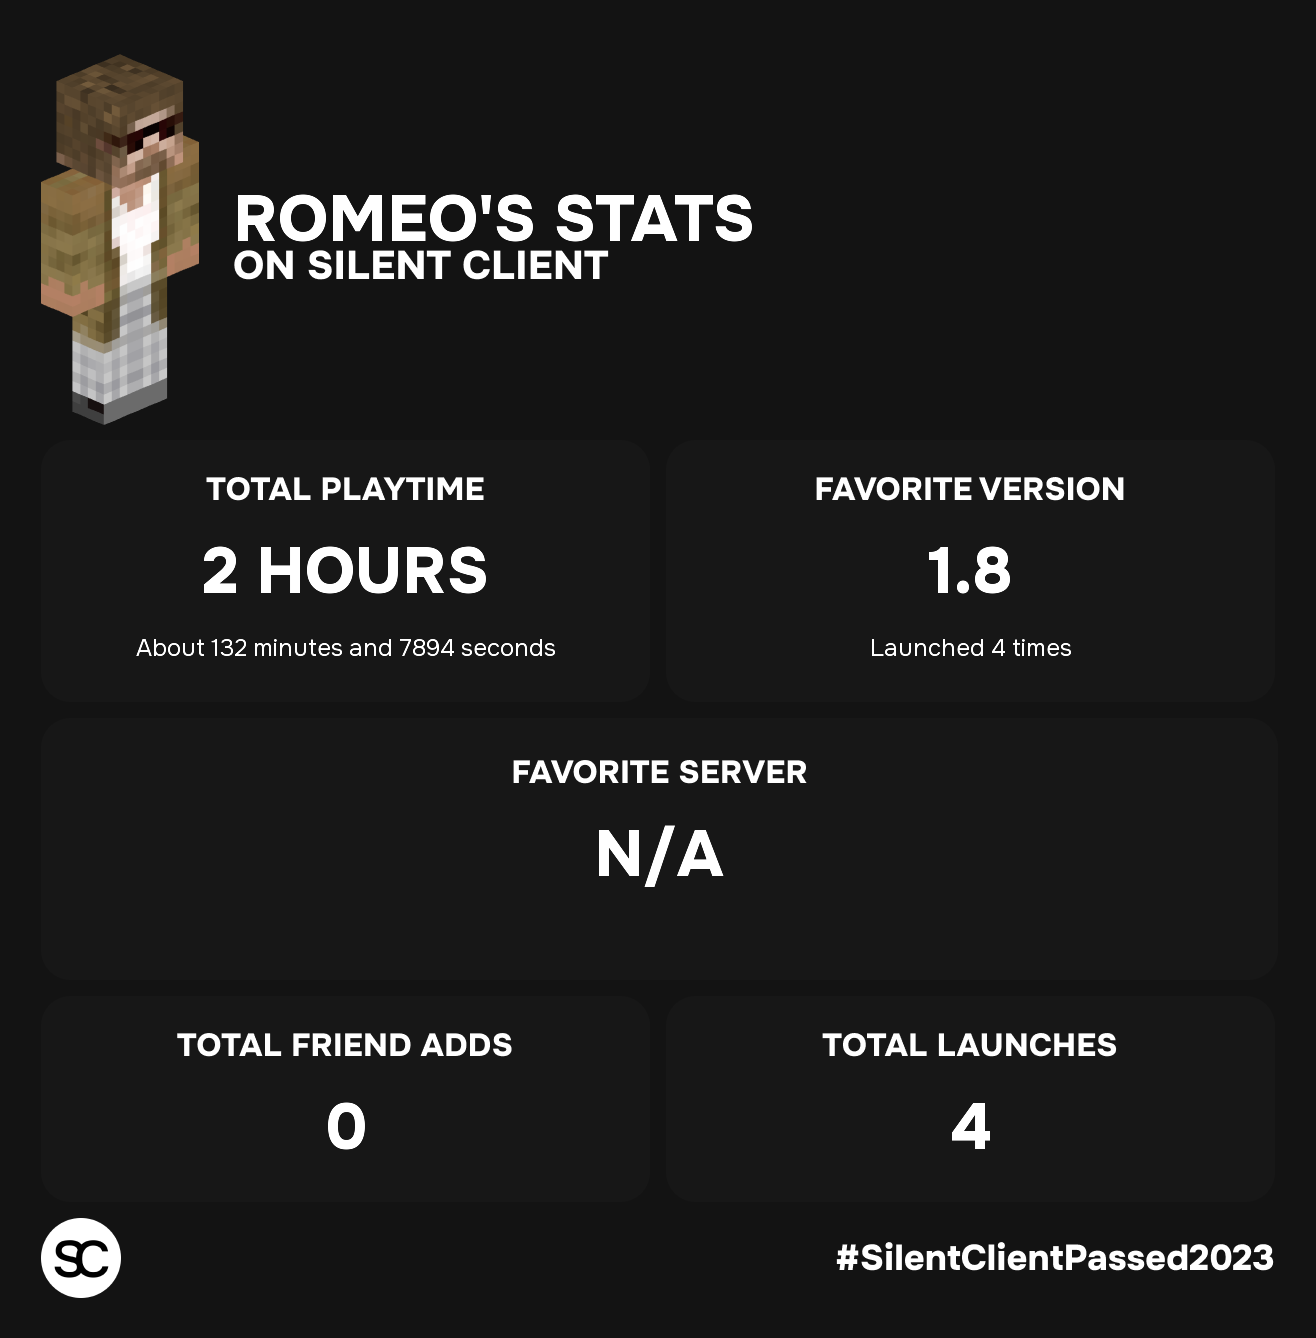 ROMEO'S STATS
ON SILENT CLIENT
TOTAL PLAYTIME
2 HOURS
About 132 minutes and 7894 seconds
FAVORITE VERSION
1.8
Launched 4 times
FAVORITE SERVER
N/A
TOTAL FRIEND ADDS
0
TOTAL LAUNCHES
4
SC
#SilentClientPassed2023